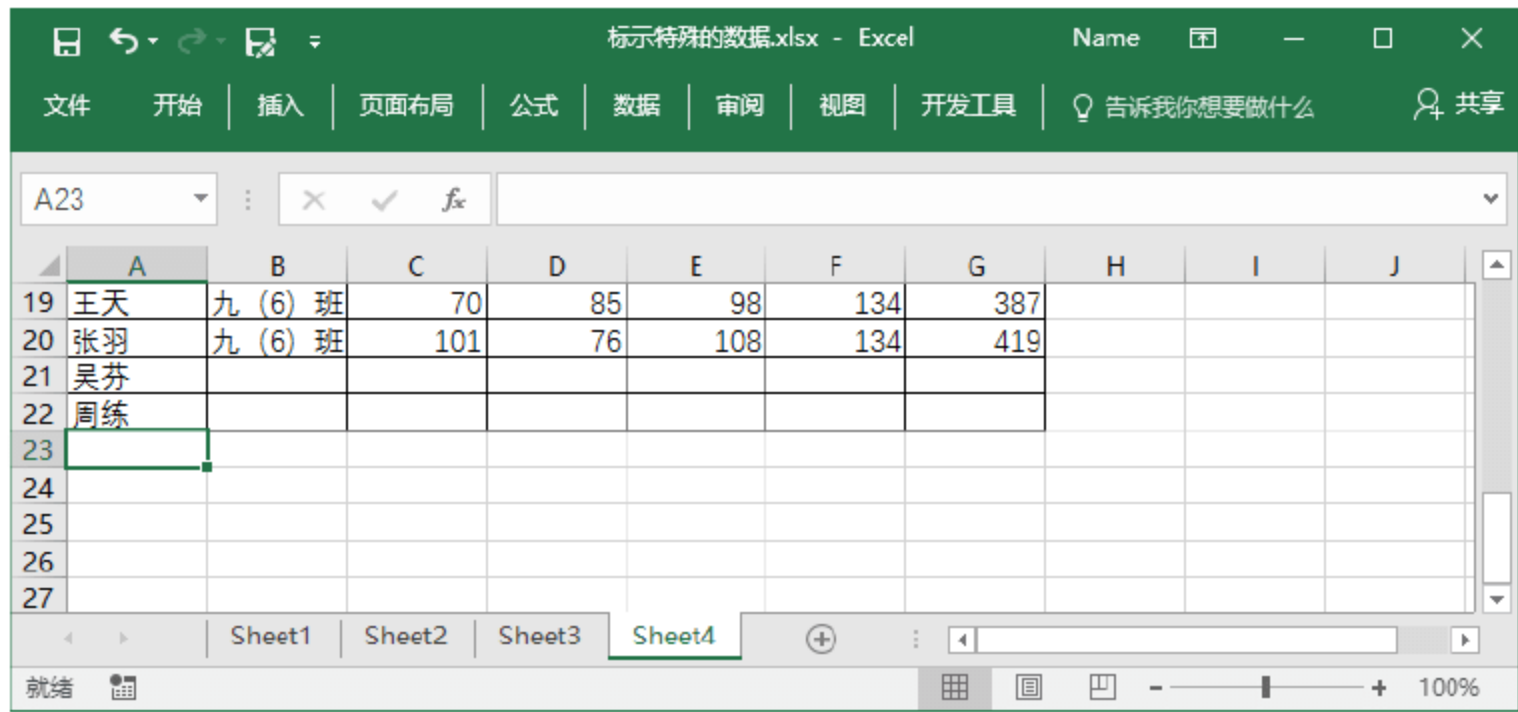 标示特殊的数据.xlsx - Excel Name
文件 开始 插入 页面布局 公式 数据 审阅 视图 开发工具 告诉我你想要做什么 共享
A23 fx
A B C D E F G H I J
19 王天 九（6）班 70 85 98 134 387
20 张羽 九（6）班 101 76 108 134 419
21 吴芬
22 周练
23
24
25
26
27
Sheet1 Sheet2 Sheet3 Sheet4
就绪 100%